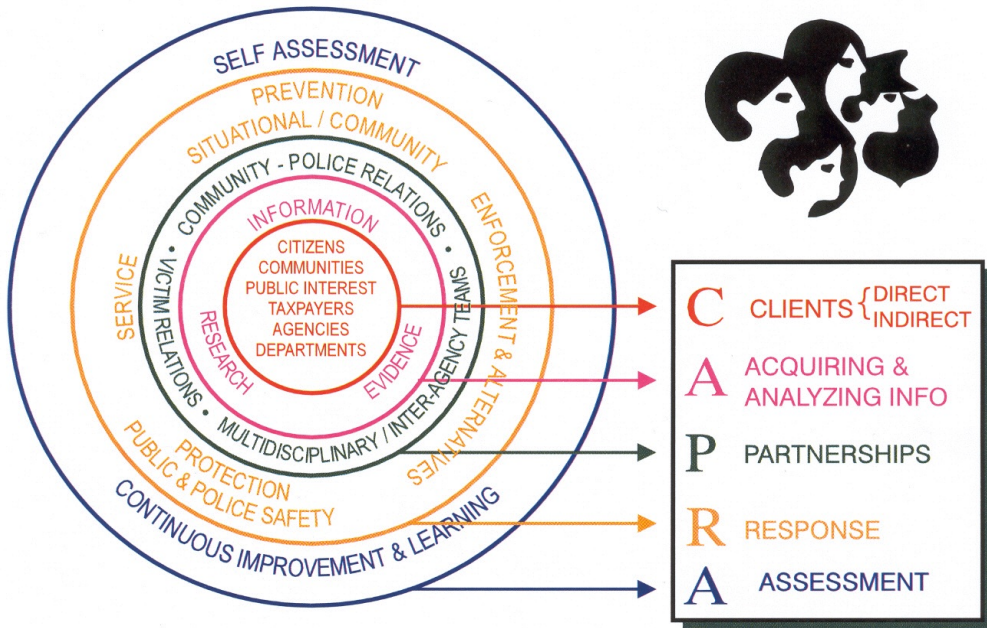 SELF ASSESSMENT
PREVENTION
SITUATIONAL / COMMUNITY
ENFORCEMENT & ALTERNATIVES
PROTECTION
PUBLIC & POLICE SAFETY
SERVICE
COMMUNITY - POLICE RELATIONS •
MULTIDISCIPLINARY / INTER-AGENCY TEAMS
• VICTIM RELATIONS •
INFORMATION
EVIDENCE
RESEARCH
CITIZENS
COMMUNITIES
PUBLIC INTEREST
TAXPAYERS
AGENCIES
DEPARTMENTS
CONTINUOUS IMPROVEMENT & LEARNING
C CLIENTS { DIRECT
INDIRECT
A ACQUIRING &
ANALYZING INFO
P PARTNERSHIPS
R RESPONSE
A ASSESSMENT